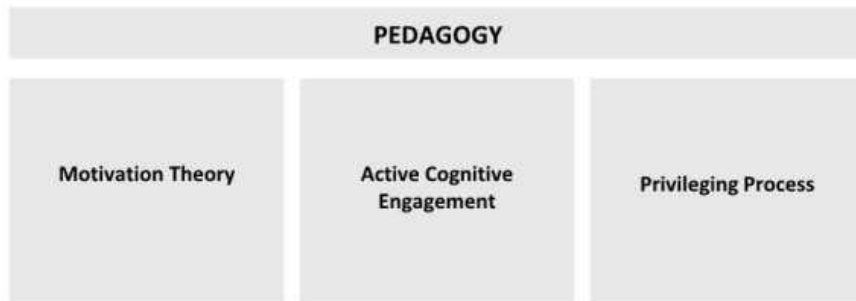 PEDAGOGY
Motivation Theory
Active Cognitive
Engagement
Privileging Process